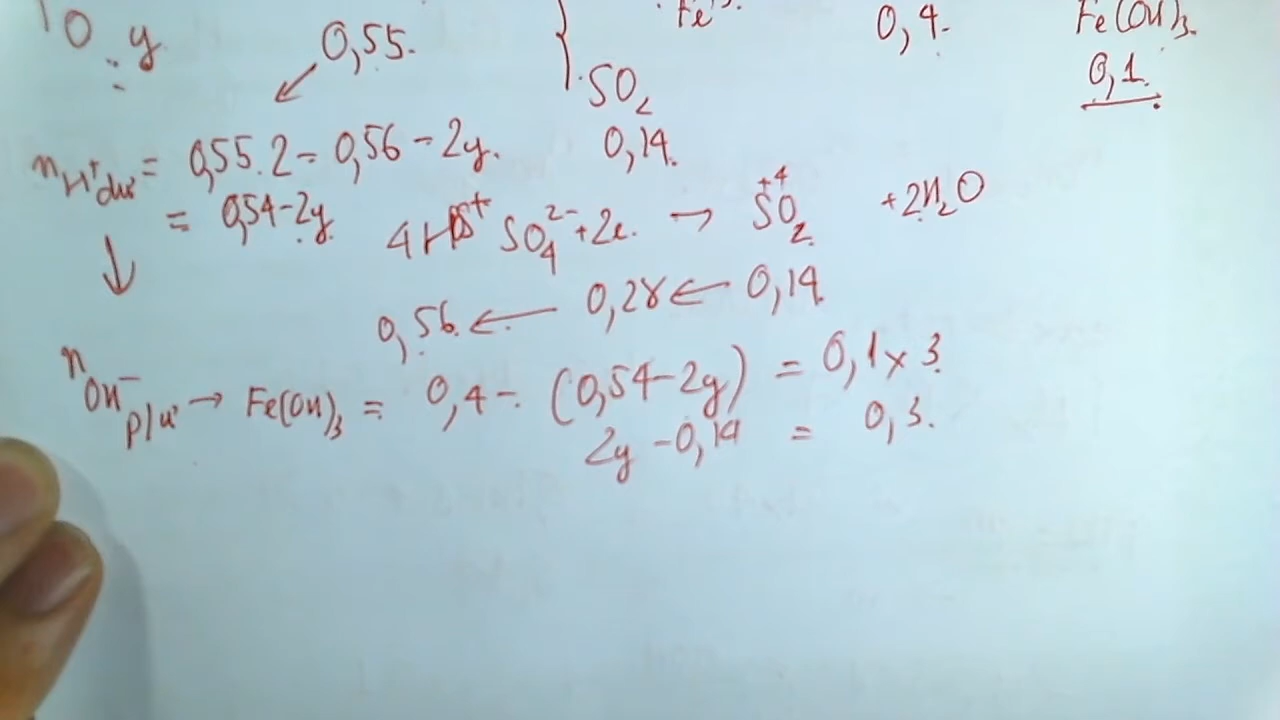 O y 0,55. Fe 0,4. Fe(OH)3.
SO2 0,1.
nH+dư = 0,55.2 - 0,56 - 2y. 0,14.
= 0,54-2y 4H+ SO4 2- +2e. → SO2 +4 +2H2O
0,56 ← 0,28 ← 0,14
nOH- p/ư → Fe(OH)3 = 0,4 - (0,54-2y) = 0,1 x 3
2y - 0,14 = 0,3.